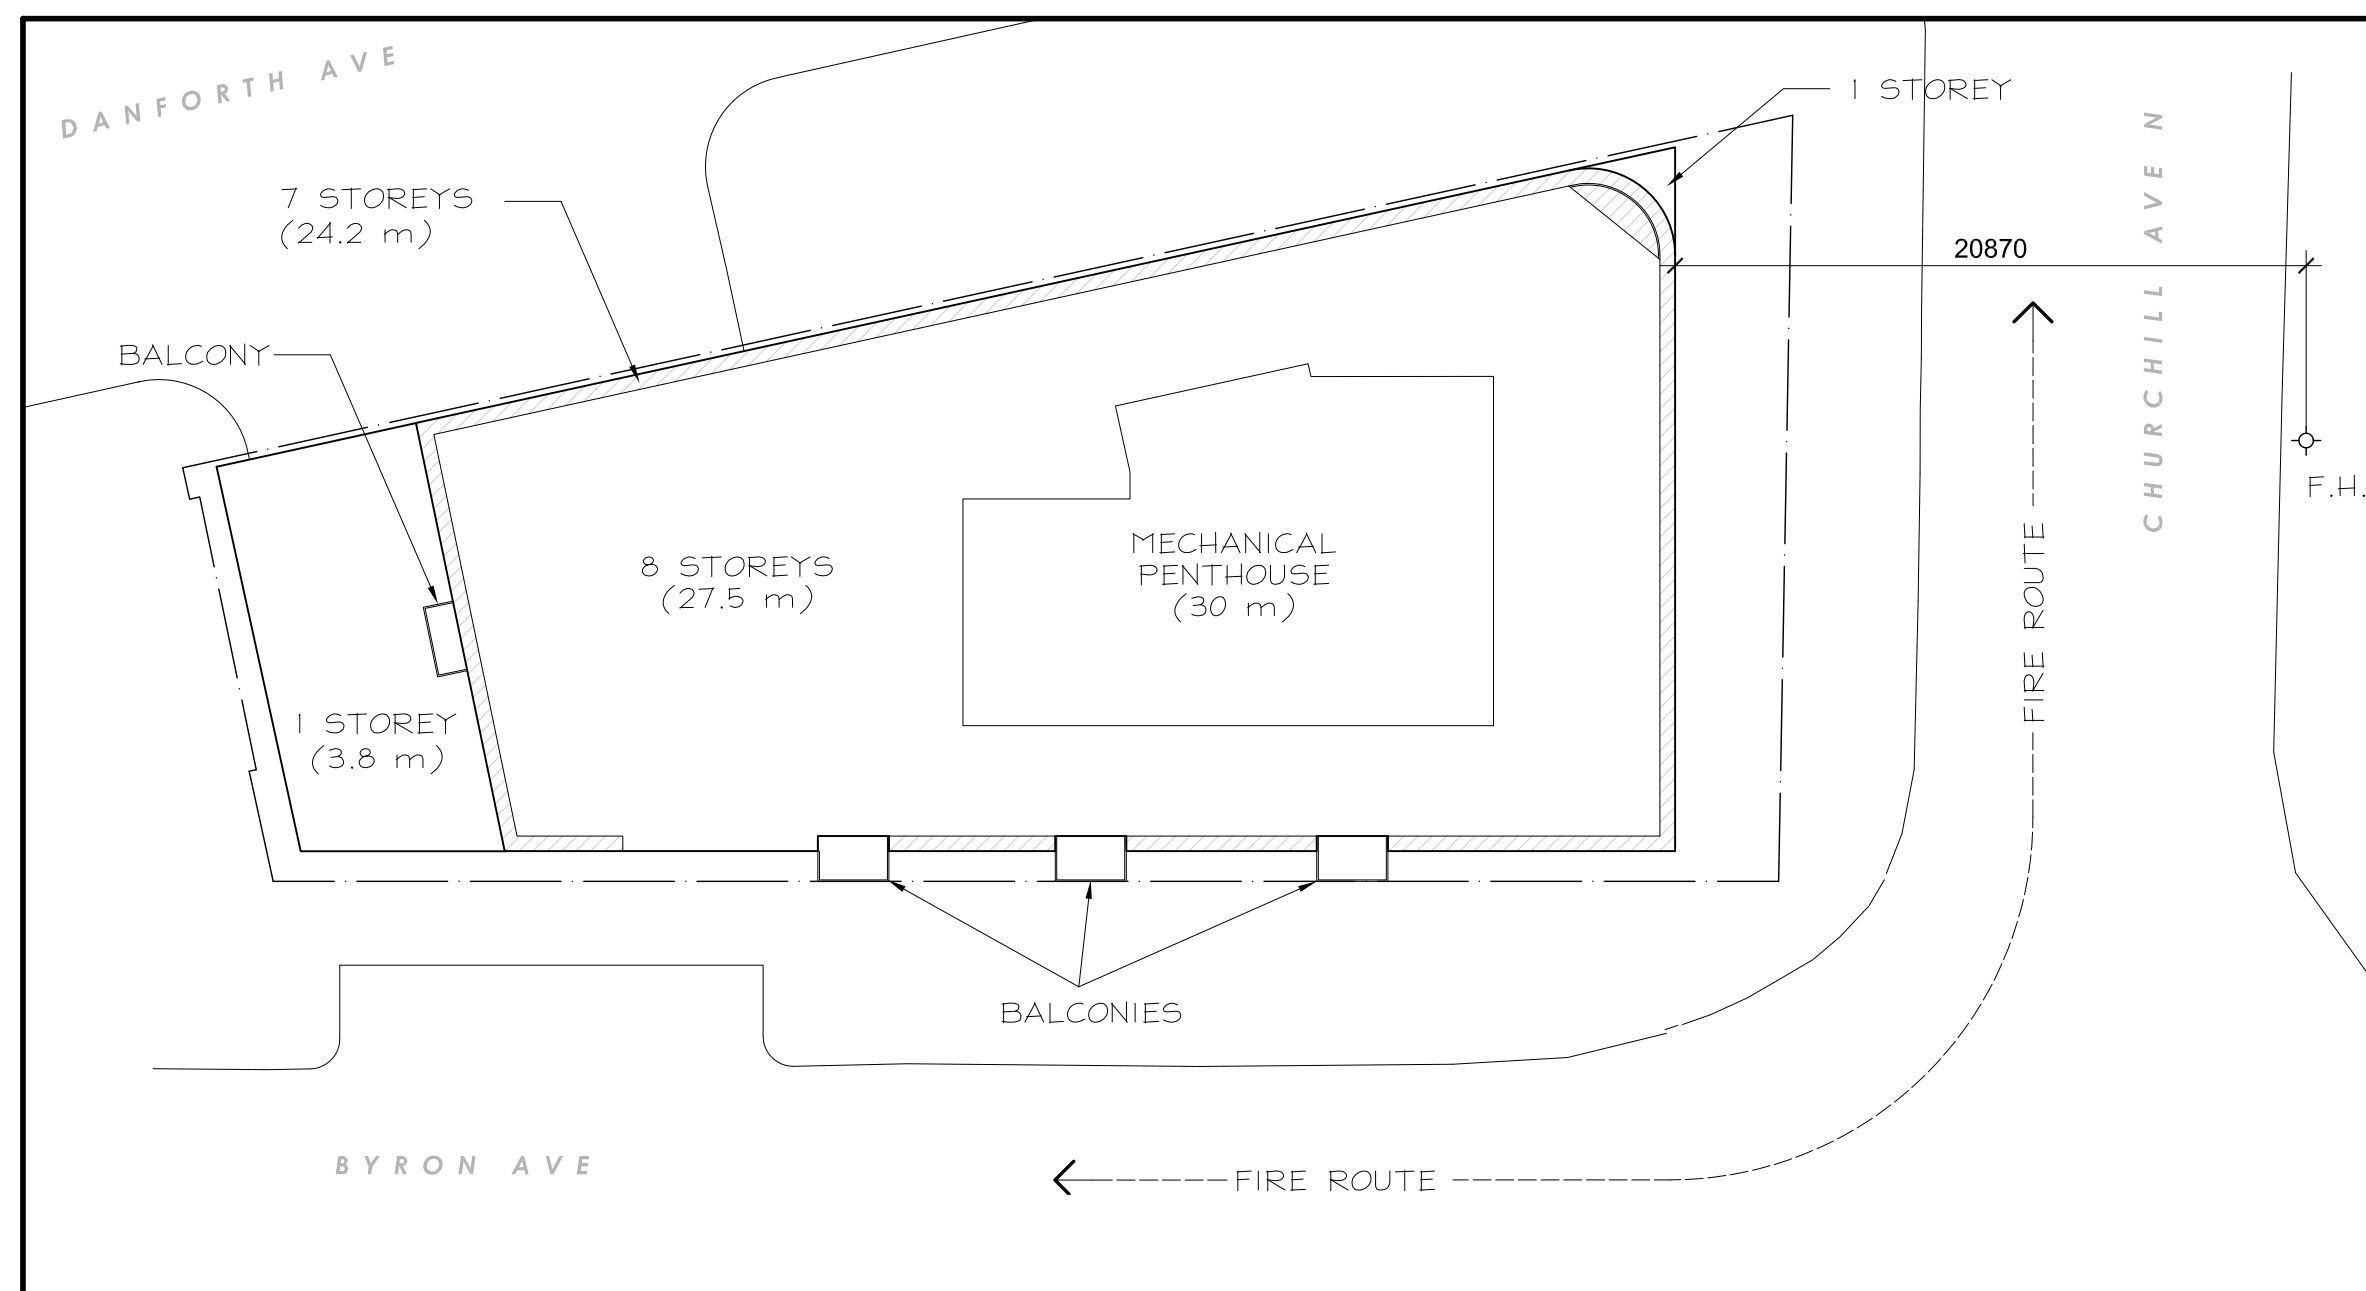 DANFORTH AVE
1 STOREY
7 STOREYS
(24.2 m)
20870
CHURCHILL AVE N
BALCONY
F.H.
8 STOREYS
(27.5 m)
MECHANICAL
PENTHOUSE
(30 m)
FIRE ROUTE
1 STOREY
(3.8 m)
BALCONIES
BYRON AVE
FIRE ROUTE